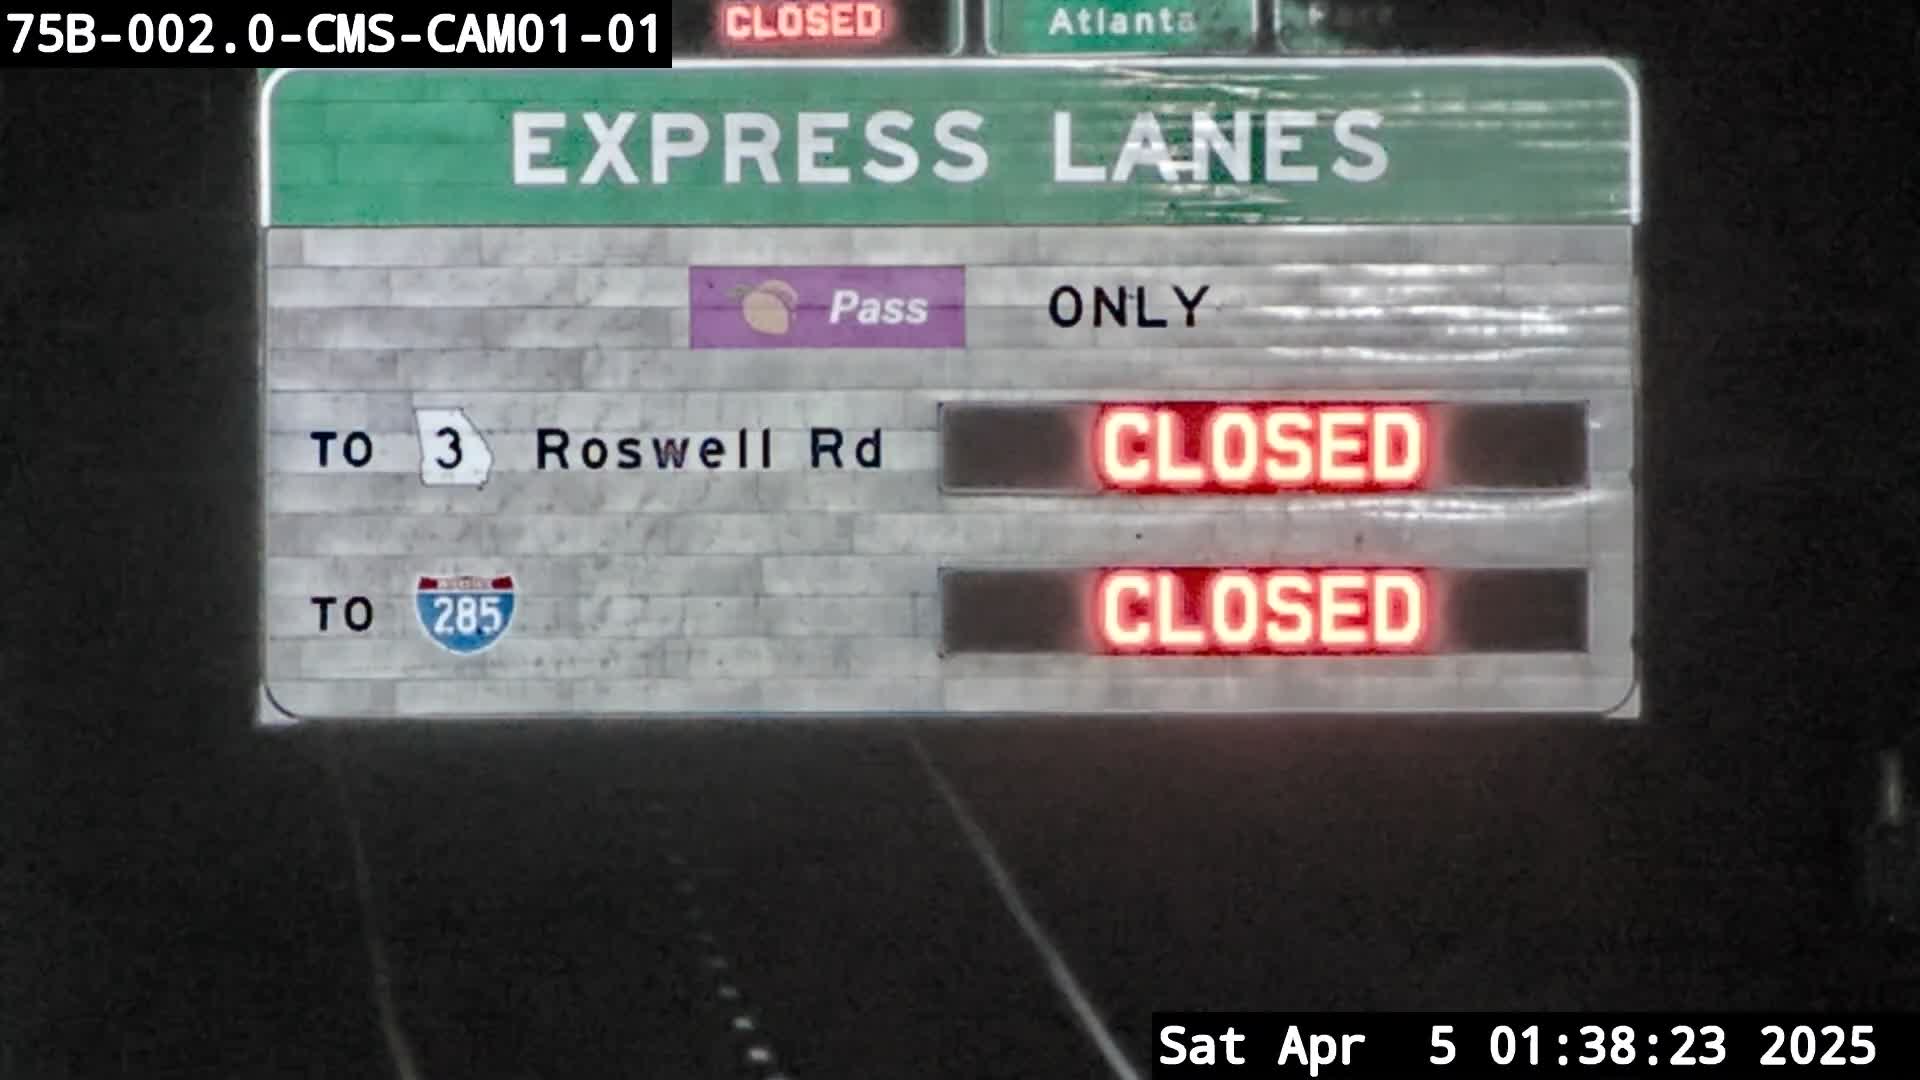 75B-002.0-CMS-CAM01-01
CLOSED
Atlanta
EXPRESS LANES
Pass ONLY
TO 3 Roswell Rd CLOSED
TO 285 CLOSED
Sat Apr 5 01:38:23 2025